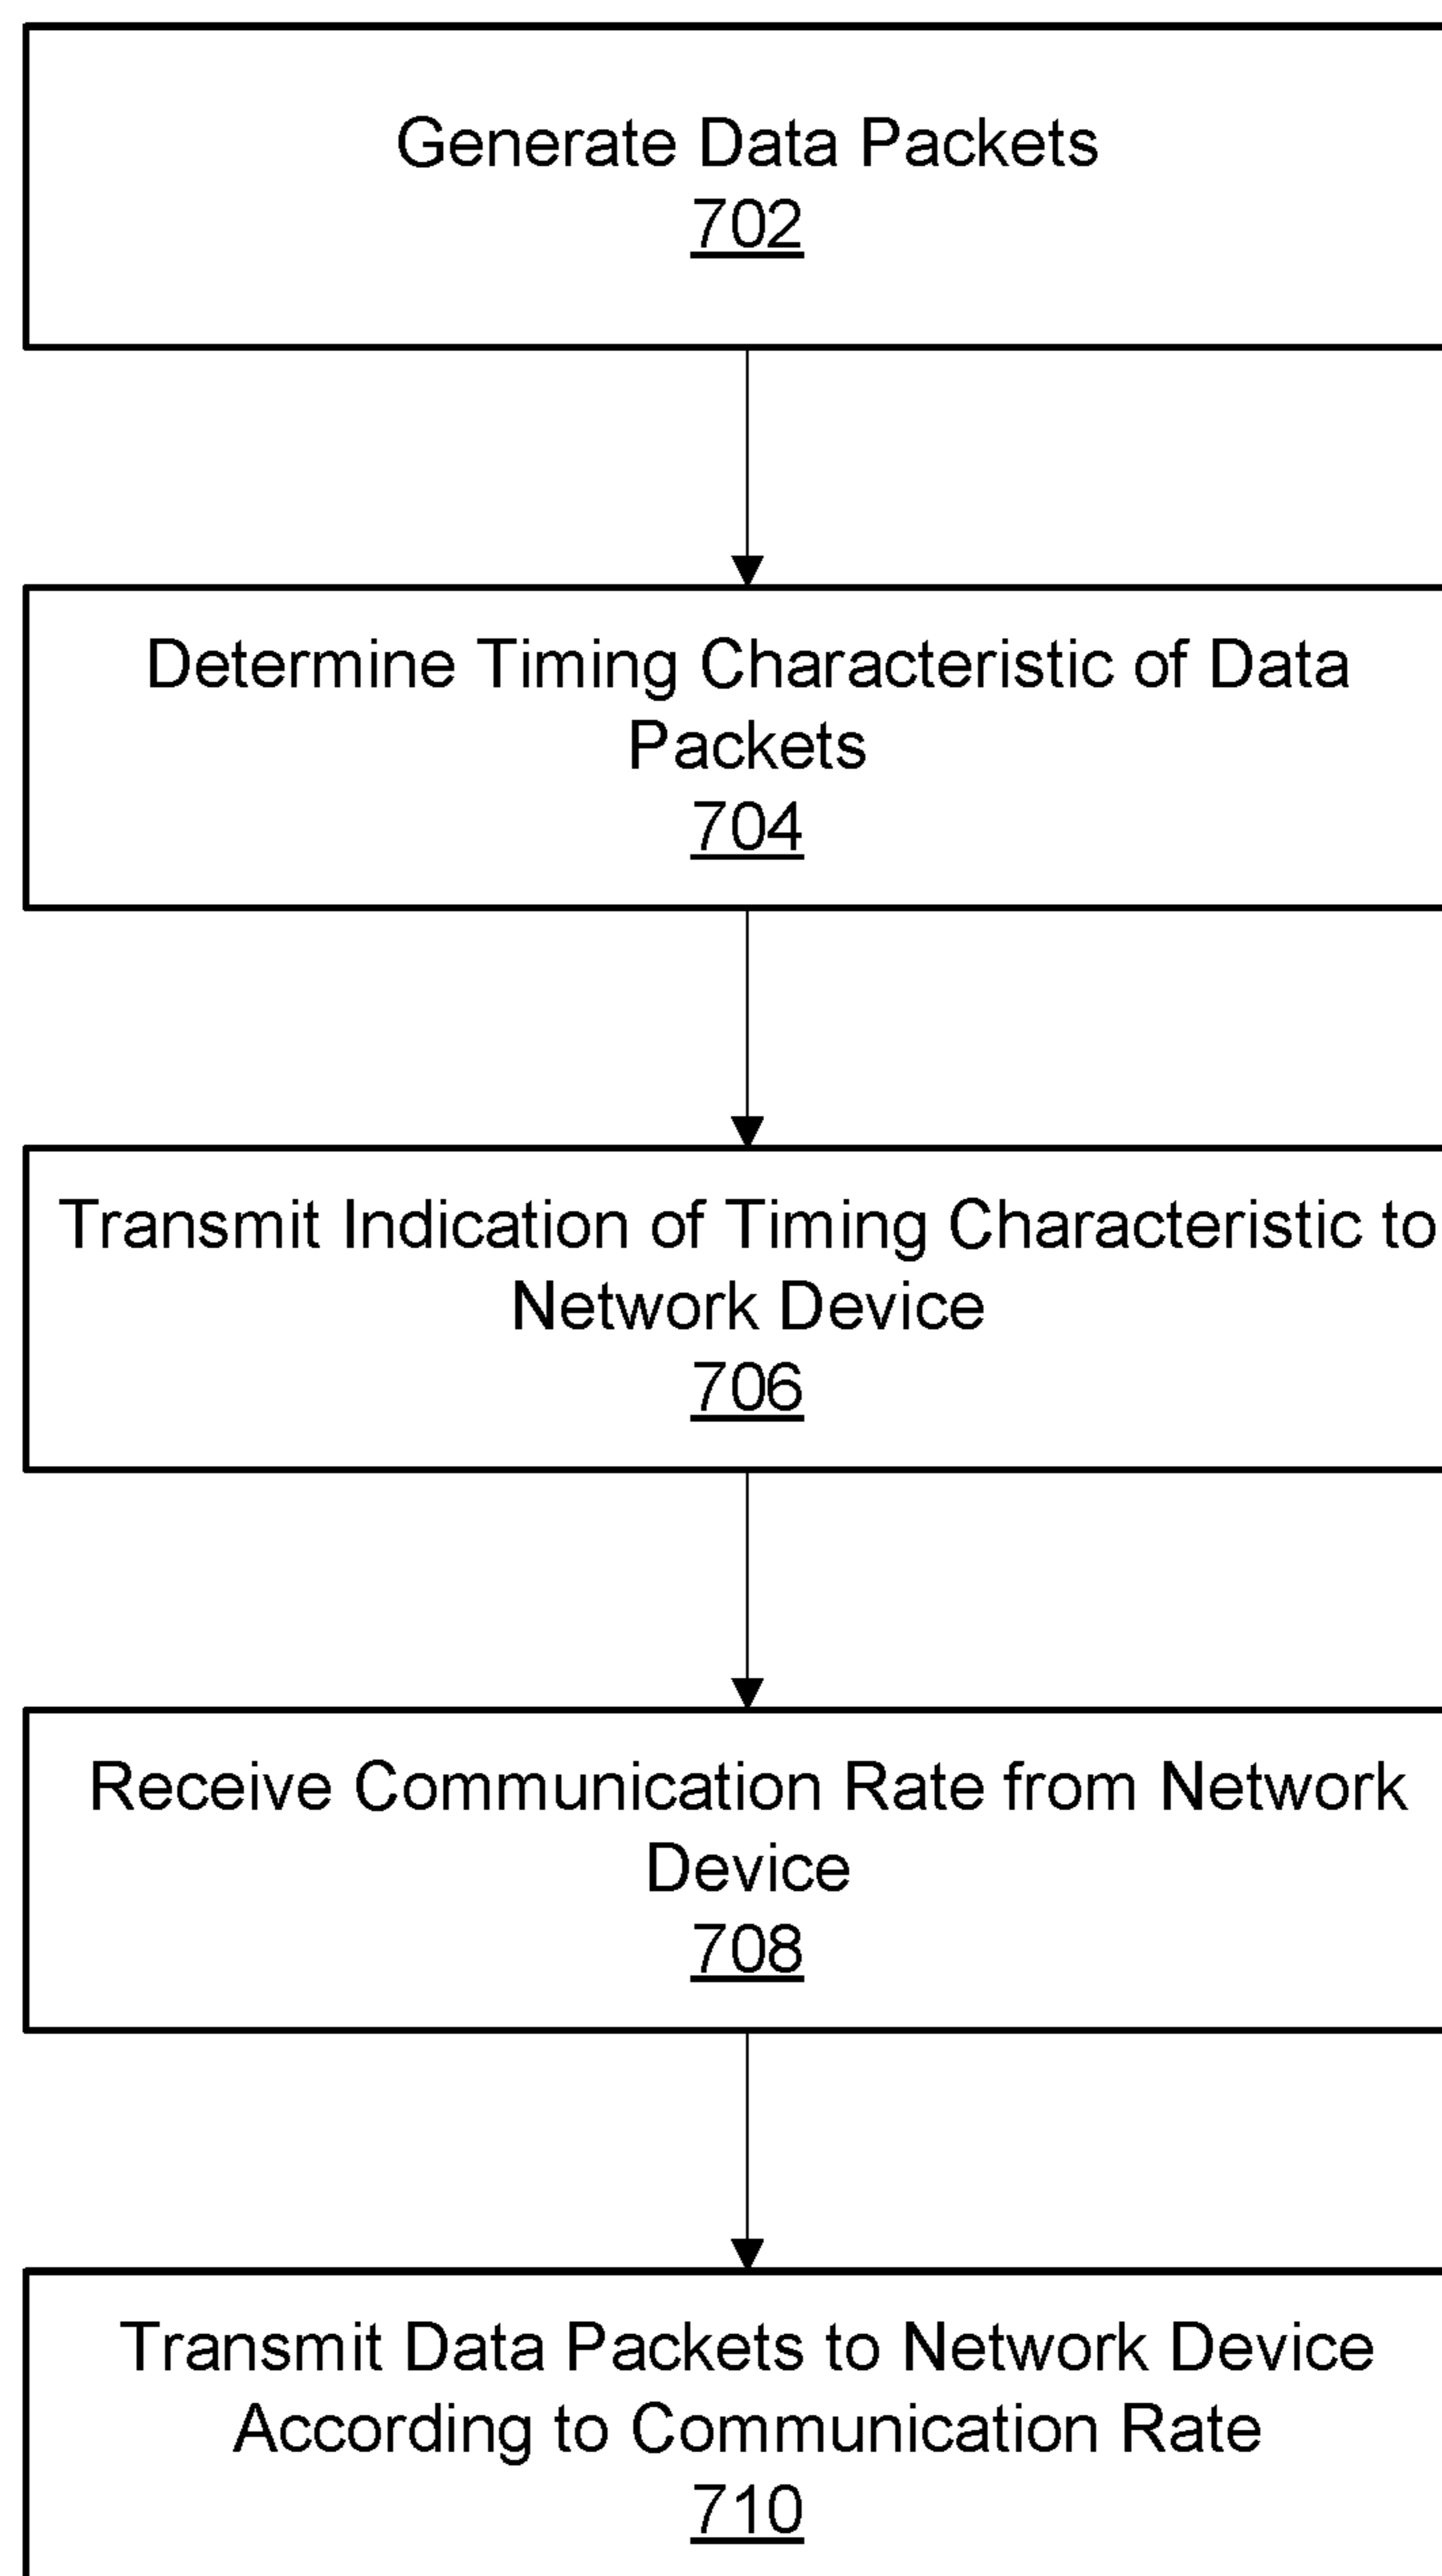 Generate Data Packets
702
Determine Timing Characteristic of Data
Packets
704
Transmit Indication of Timing Characteristic to
Network Device
706
Receive Communication Rate from Network
Device
708
Transmit Data Packets to Network Device
According to Communication Rate
710